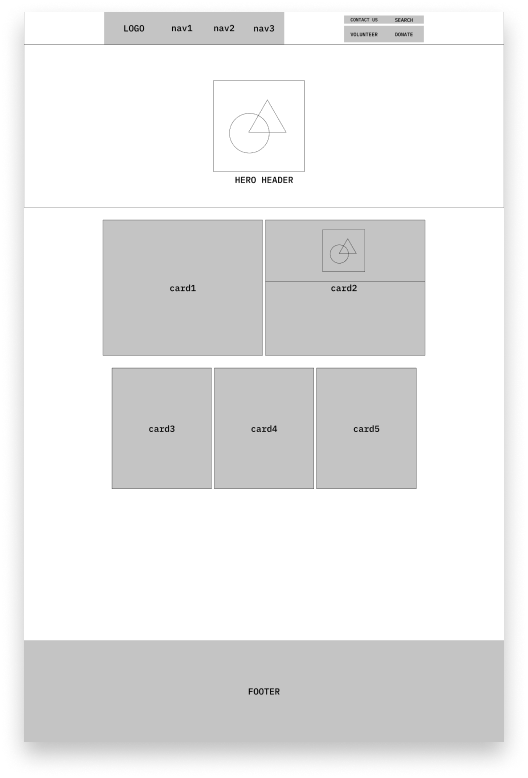 LOGO nav1 nav2 nav3
CONTACT US SEARCH
VOLUNTEER DONATE
HERO HEADER
card1 card2
card3 card4 card5
FOOTER